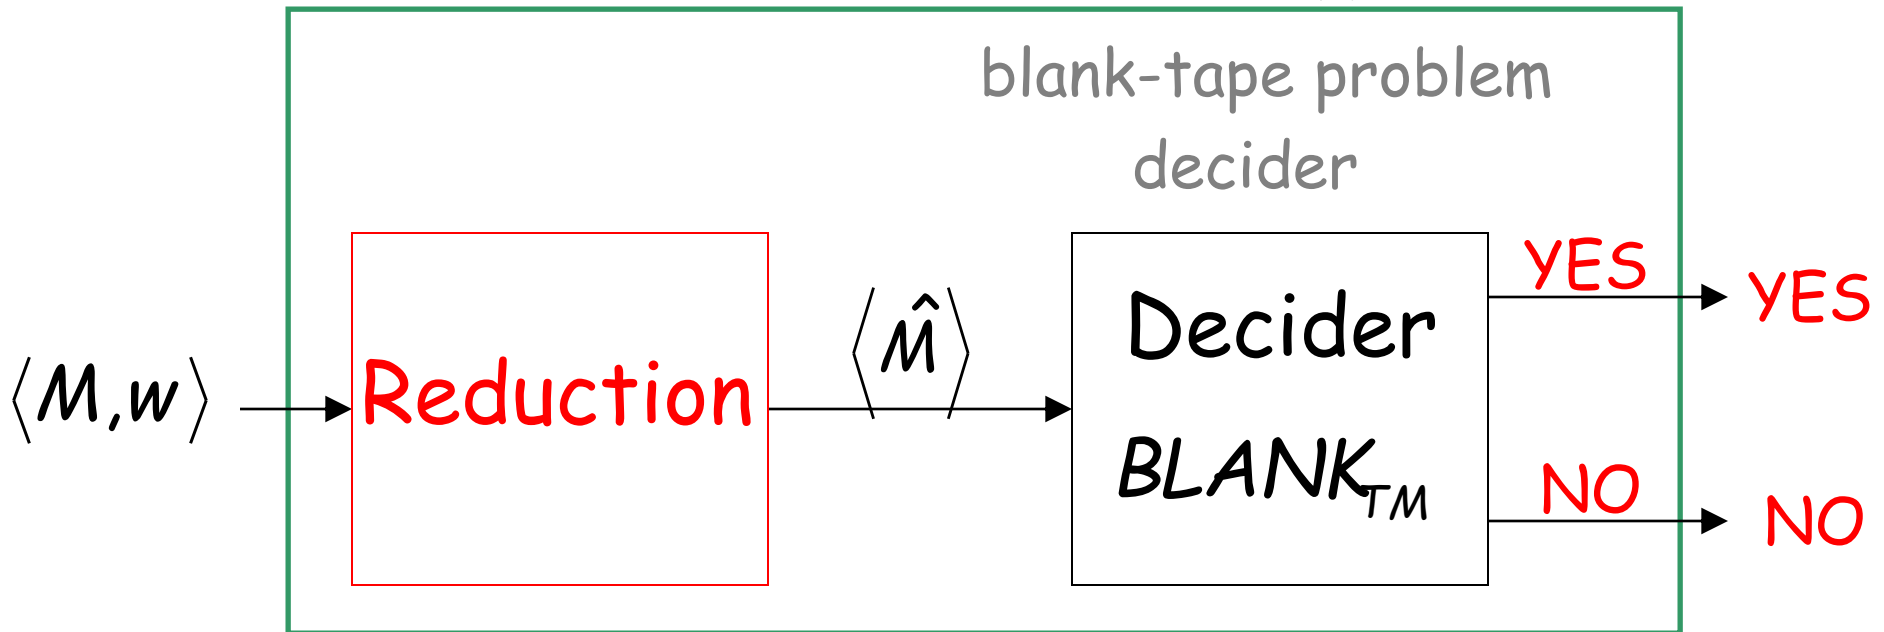 blank-tape problem
decider
⟨M,w⟩
Reduction
⟨M̂⟩
Decider
BLANK_TM
YES
YES
NO
NO